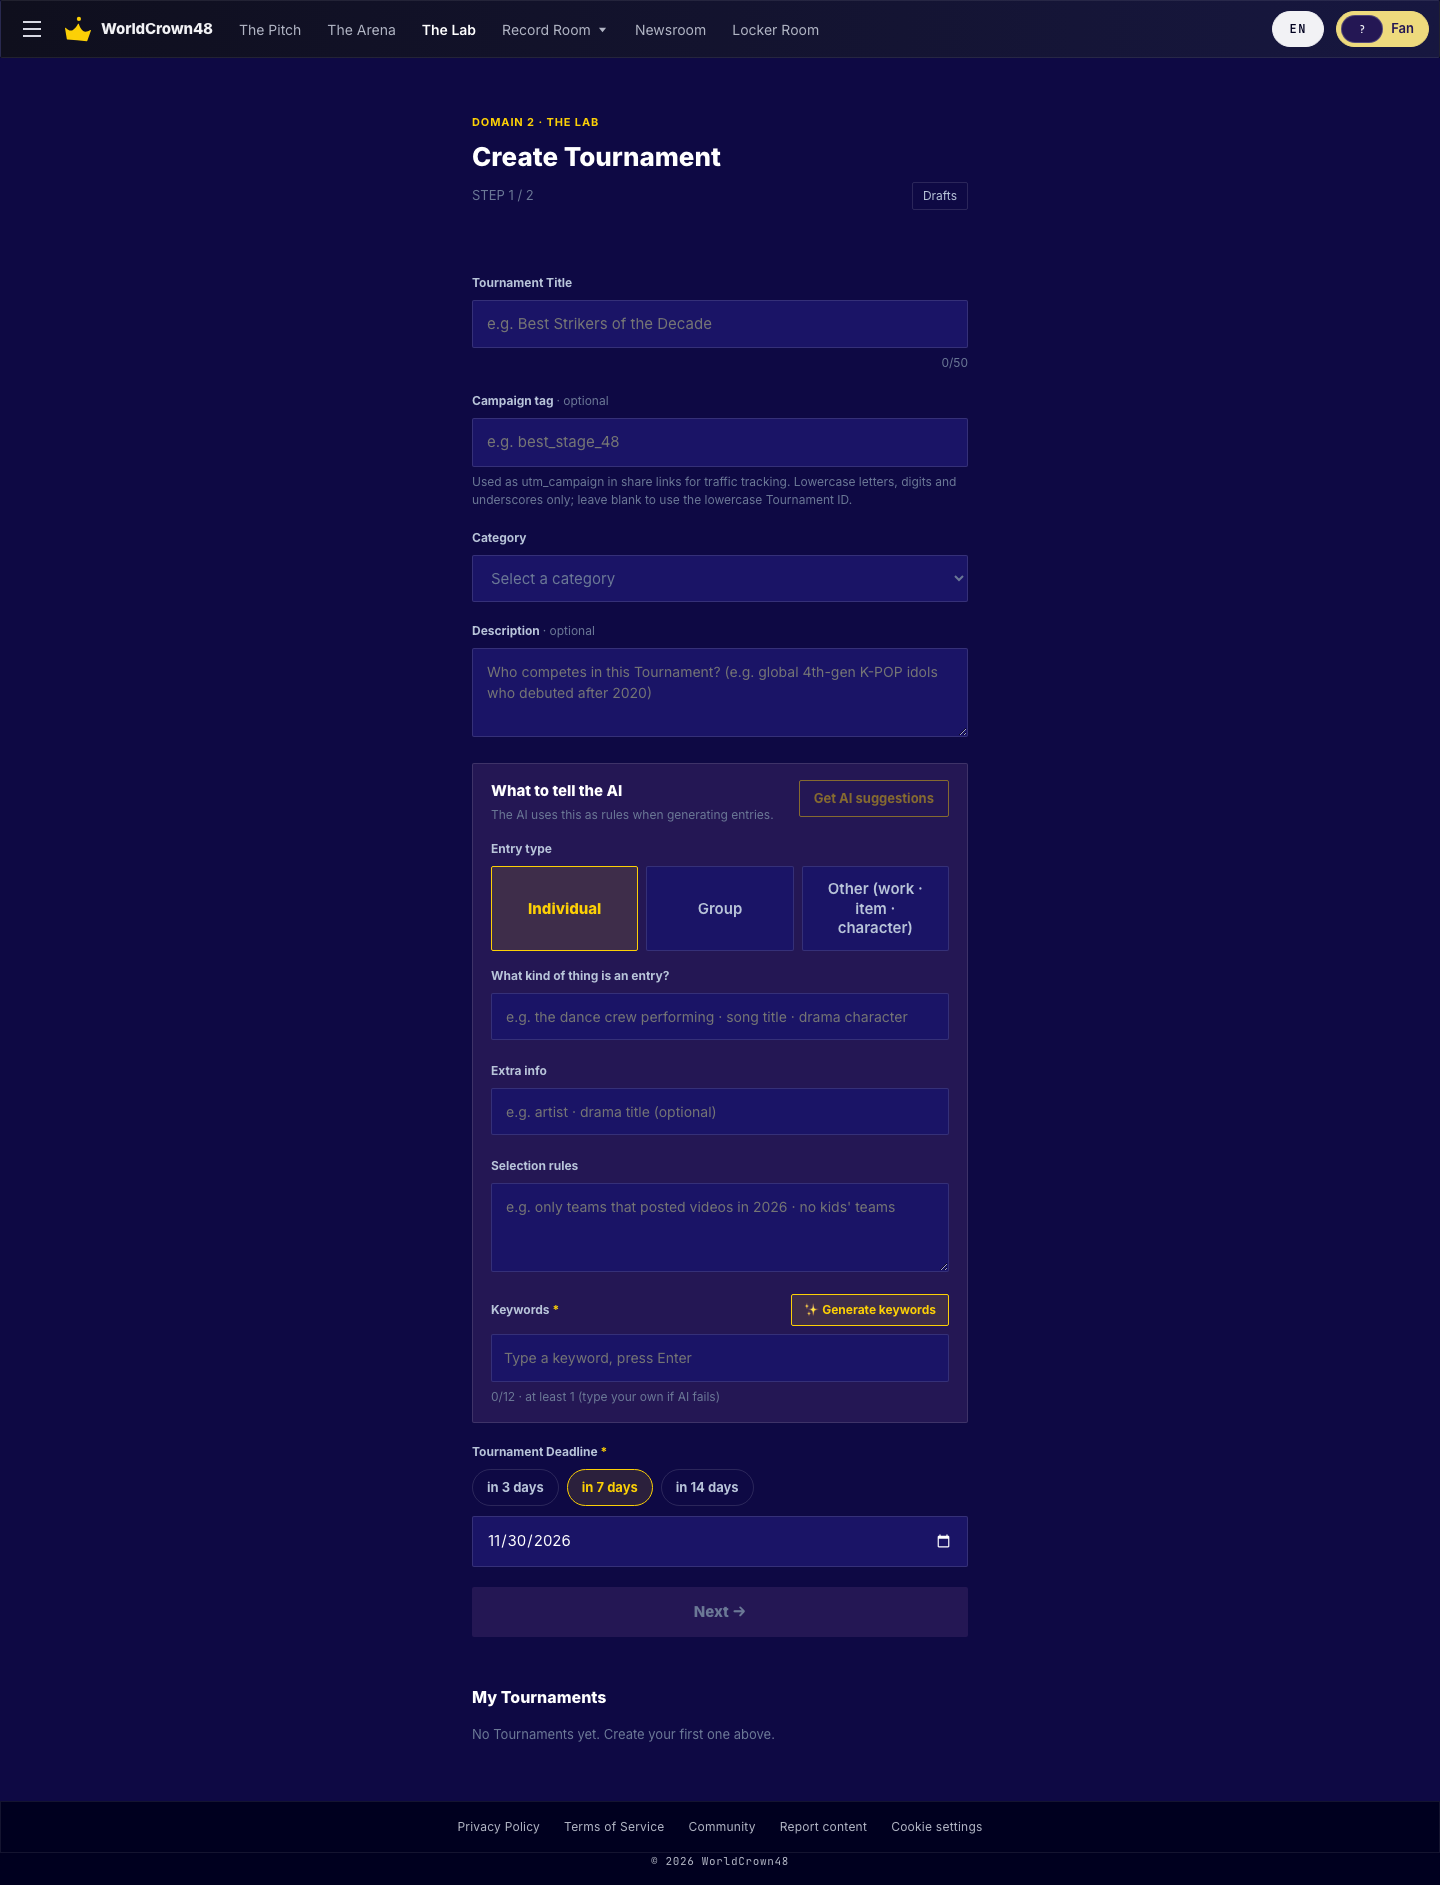 WorldCrown48 The Pitch The Arena The Lab Record Room Newsroom Locker Room EN ? Fan
DOMAIN 2 · THE LAB
Create Tournament
STEP 1 / 2
Drafts
Tournament Title
e.g. Best Strikers of the Decade
0/50
Campaign tag · optional
e.g. best_stage_48
Used as utm_campaign in share links for traffic tracking. Lowercase letters, digits and
underscores only; leave blank to use the lowercase Tournament ID.
Category
Select a category
Description · optional
Who competes in this Tournament? (e.g. global 4th-gen K-POP idols
who debuted after 2020)
What to tell the AI
Get AI suggestions
The AI uses this as rules when generating entries.
Entry type
Individual
Group
Other (work ·
item ·
character)
What kind of thing is an entry?
e.g. the dance crew performing · song title · drama character
Extra info
e.g. artist · drama title (optional)
Selection rules
e.g. only teams that posted videos in 2026 · no kids' teams
Keywords *
✨ Generate keywords
Type a keyword, press Enter
0/12 · at least 1 (type your own if AI fails)
Tournament Deadline *
in 3 days in 7 days in 14 days
11/30/2026
Next →
My Tournaments
No Tournaments yet. Create your first one above.
Privacy Policy Terms of Service Community Report content Cookie settings
© 2026 WorldCrown48